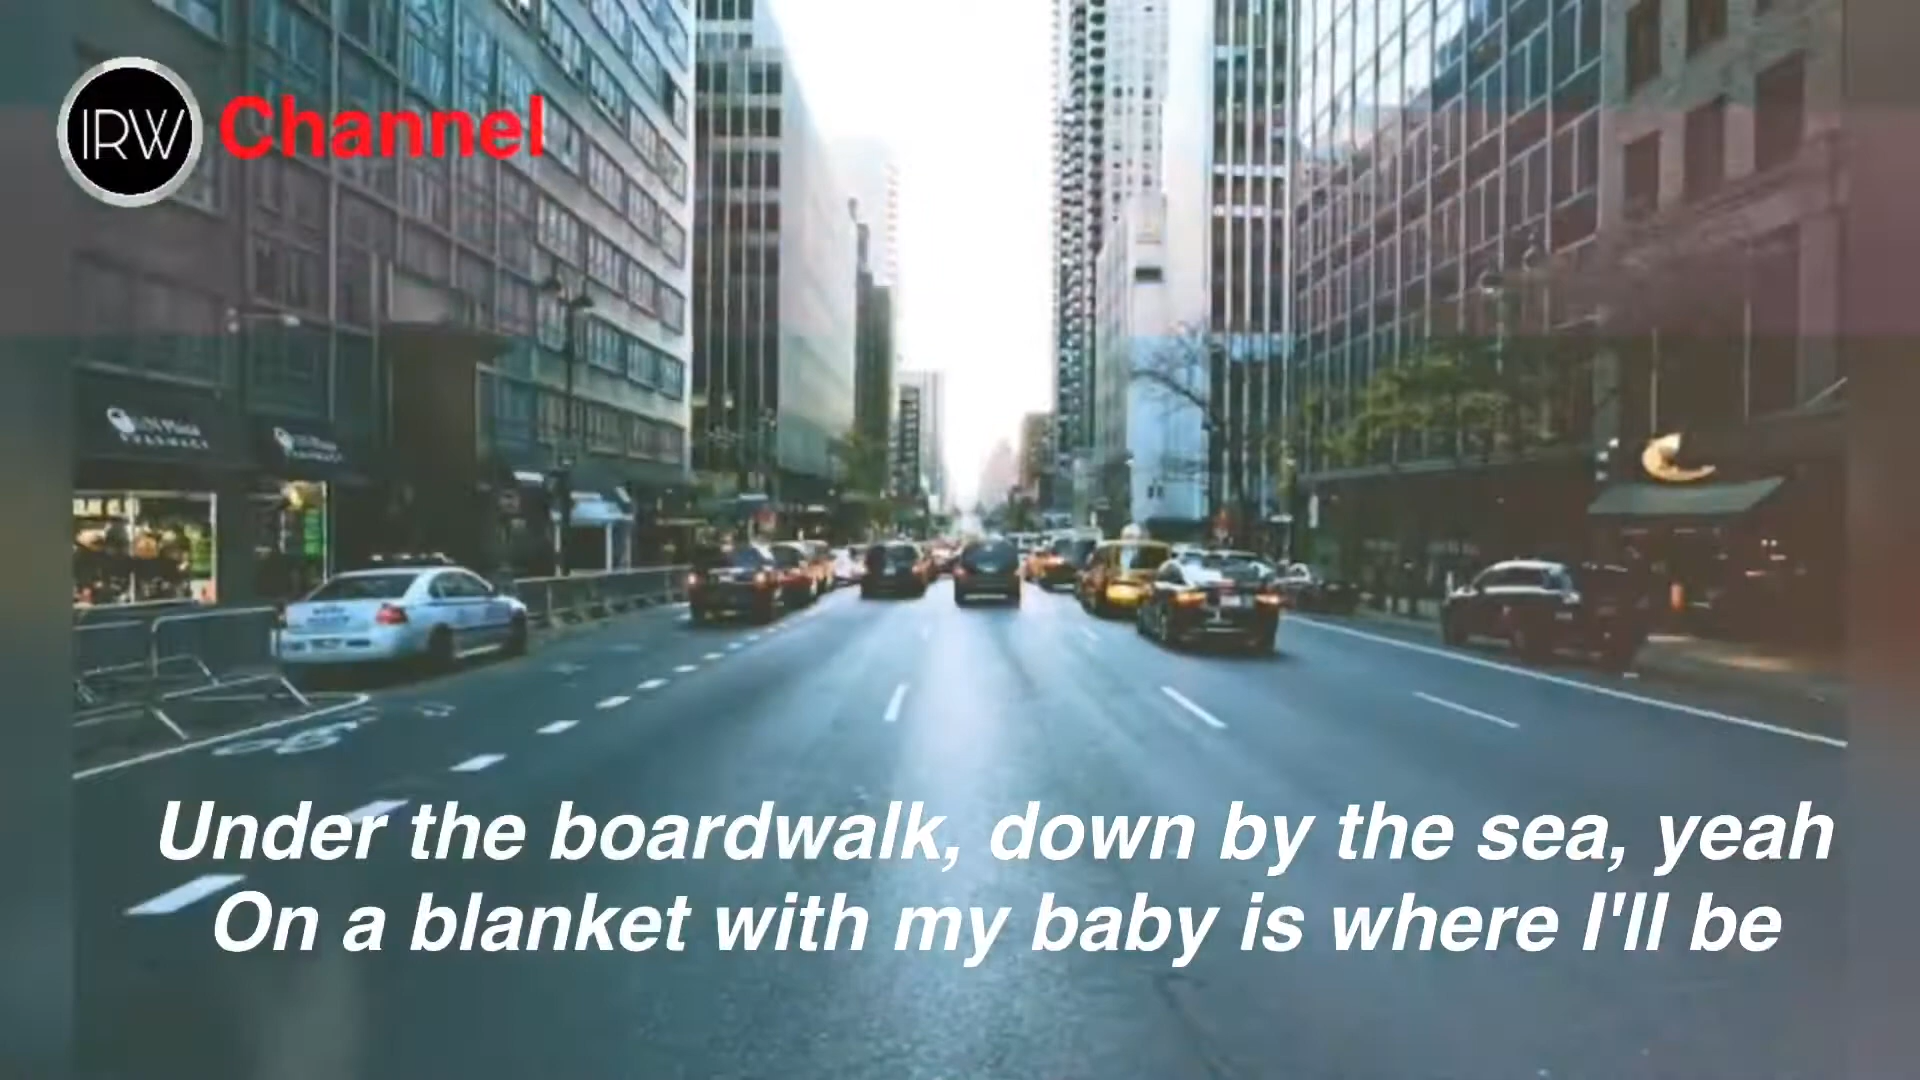 IRW Channel
Under the boardwalk, down by the sea, yeah
On a blanket with my baby is where I'll be